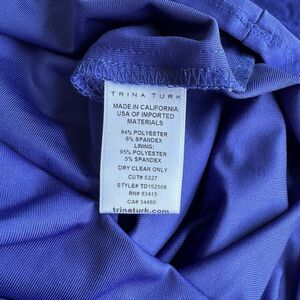 TRINA TURK
MADE IN CALIFORNIA
USA OF IMPORTED
MATERIALS
94% POLYESTER
6% SPANDEX
LINING:
95% POLYESTER
5% SPANDEX
DRY CLEAN ONLY
CUT# 5327
STYLE# TD152508
RN# 93415
CA# 34460
trinaturk.com